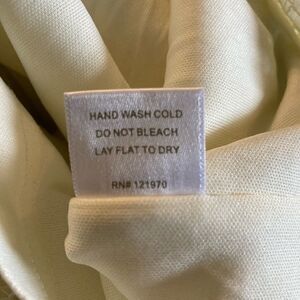 HAND WASH COLD
DO NOT BLEACH
LAY FLAT TO DRY
RN# 121970